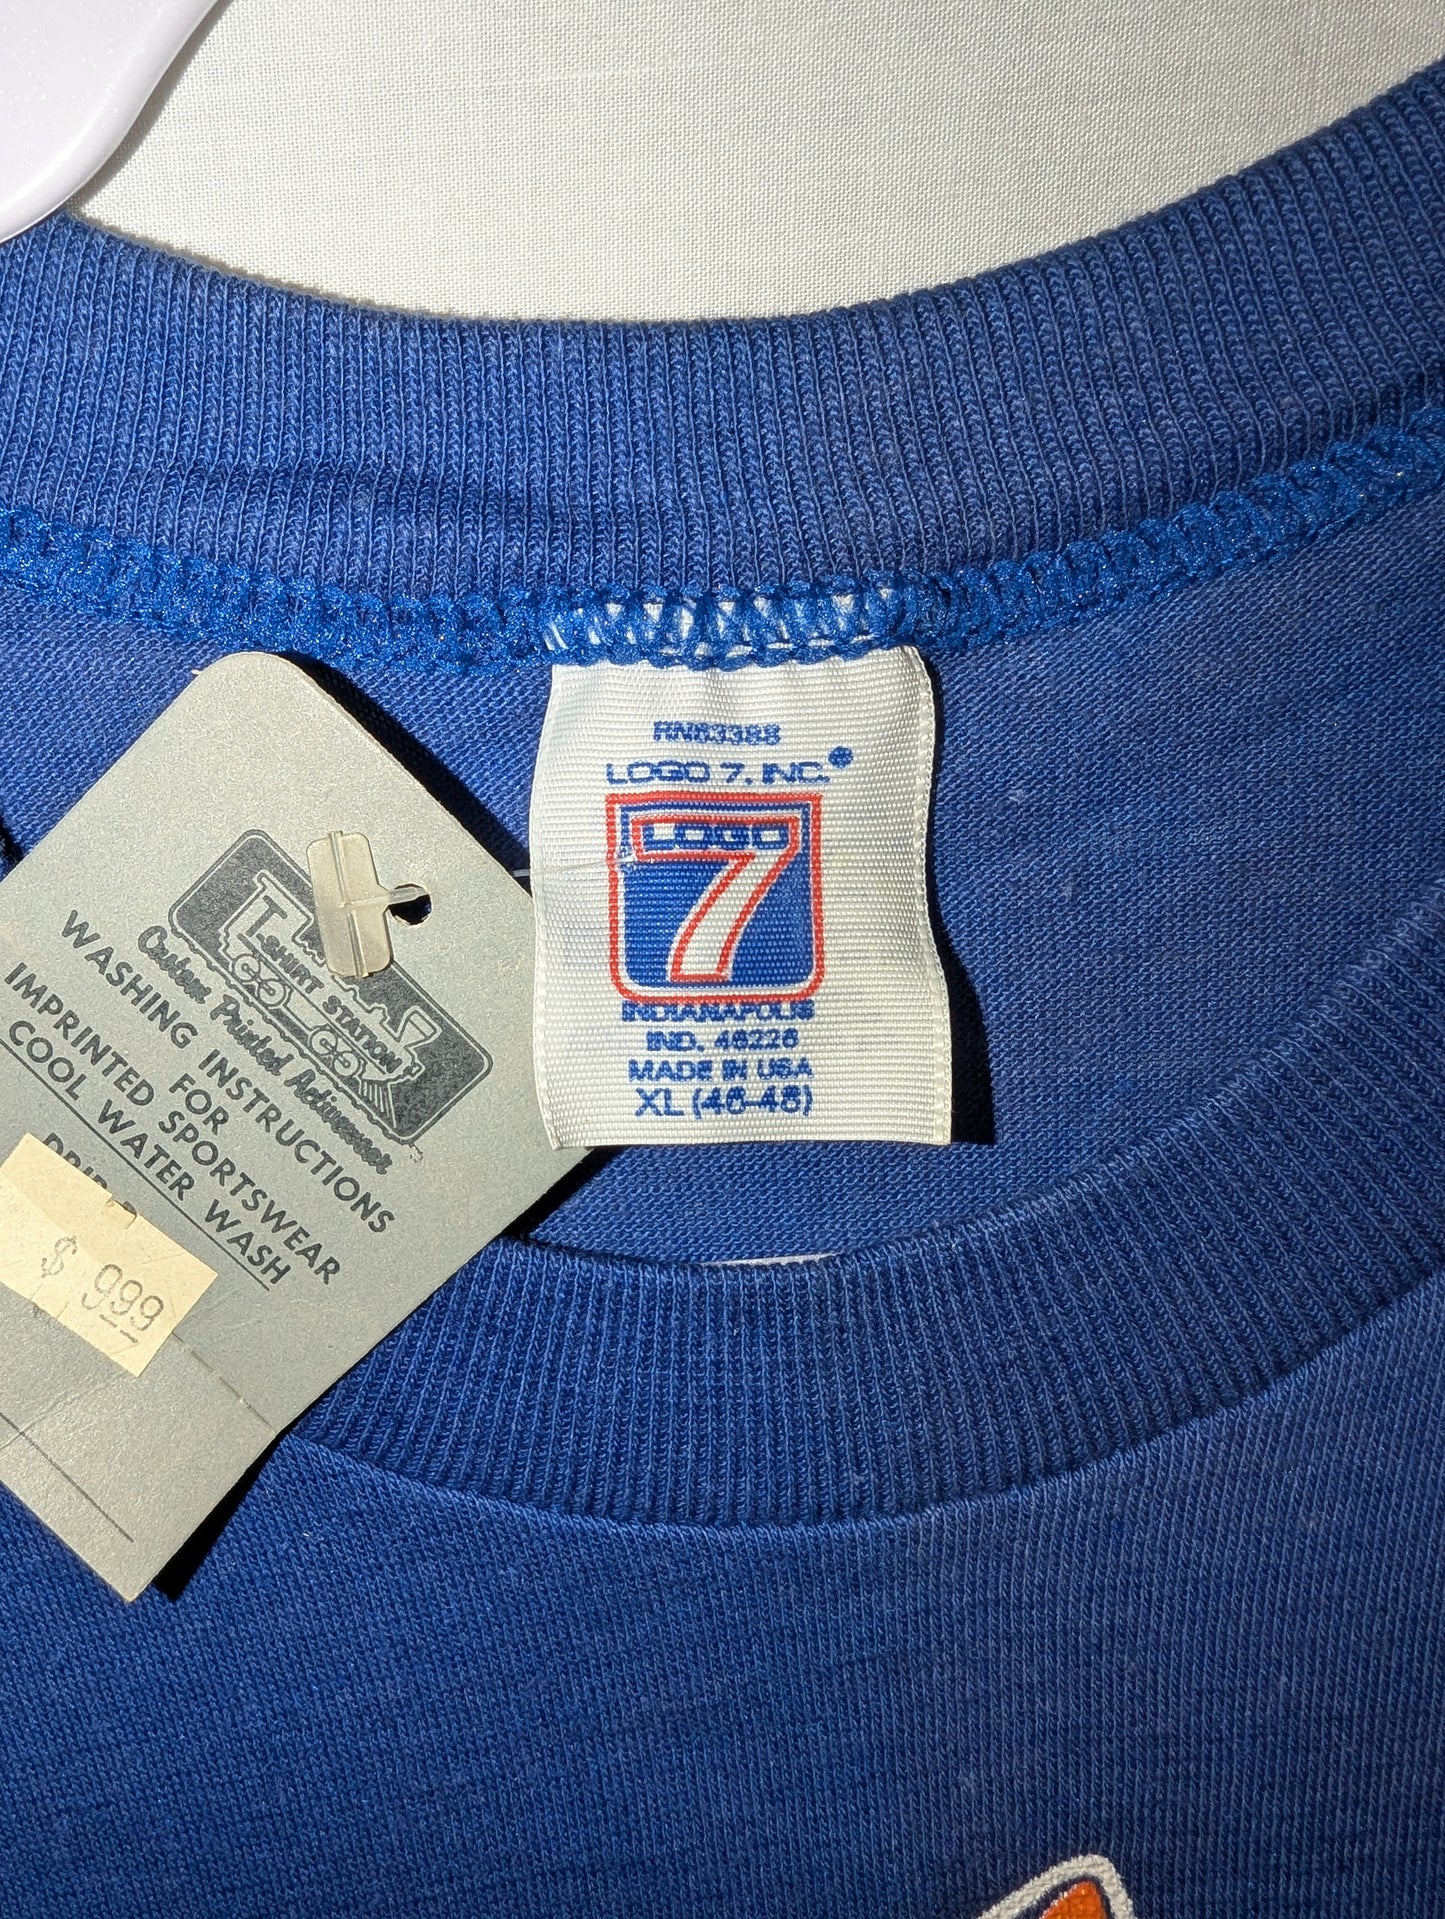 RN63388
LOGO 7, INC.®
LOGO
7
INDIANAPOLIS
IND. 46226
MADE IN USA
XL (46-48)
T-SHIRT STATION
Custom Printed Activewear
WASHING INSTRUCTIONS
FOR
IMPRINTED SPORTSWEAR
COOL WATER WASH
$ 999